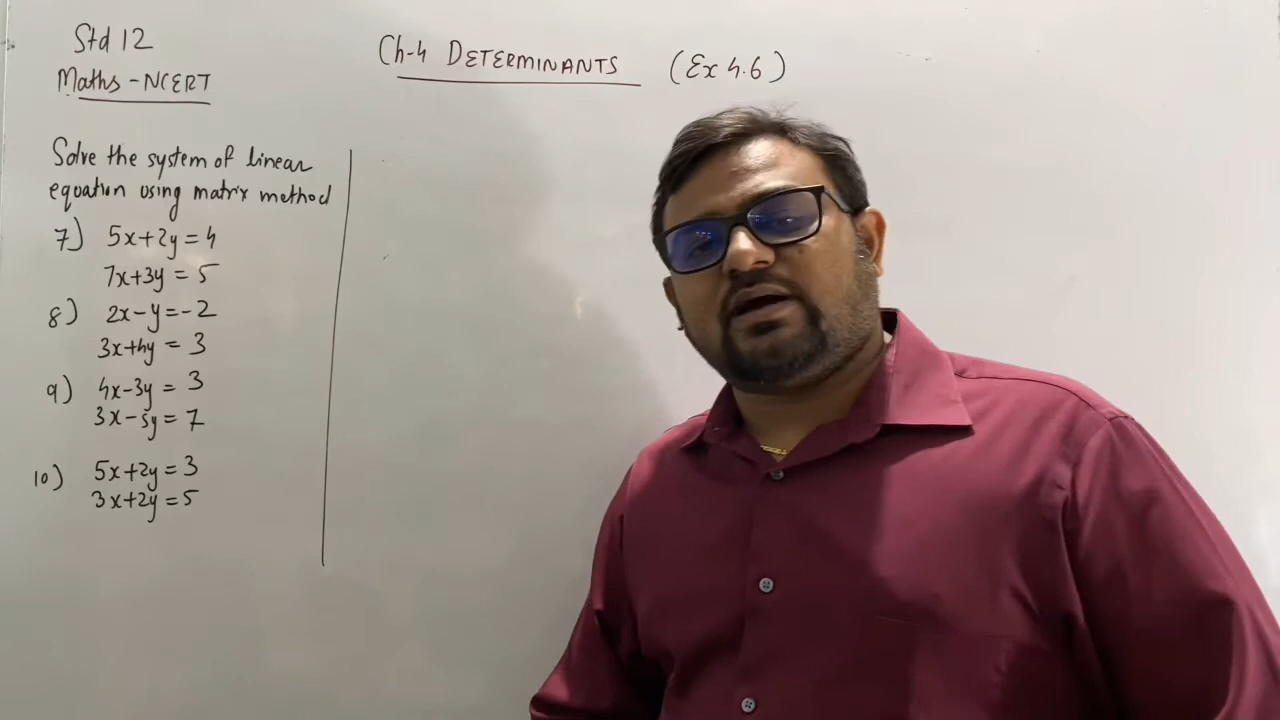 Std 12
Maths - NCERT
Ch-4 DETERMINANTS (Ex 4.6)
Solve the system of linear
equation using matrix method
7) 5x+2y=4
7x+3y = 5
8) 2x-y=-2
3x+4y = 3
9) 4x-3y = 3
3x-5y = 7
10) 5x+2y = 3
3x+2y = 5